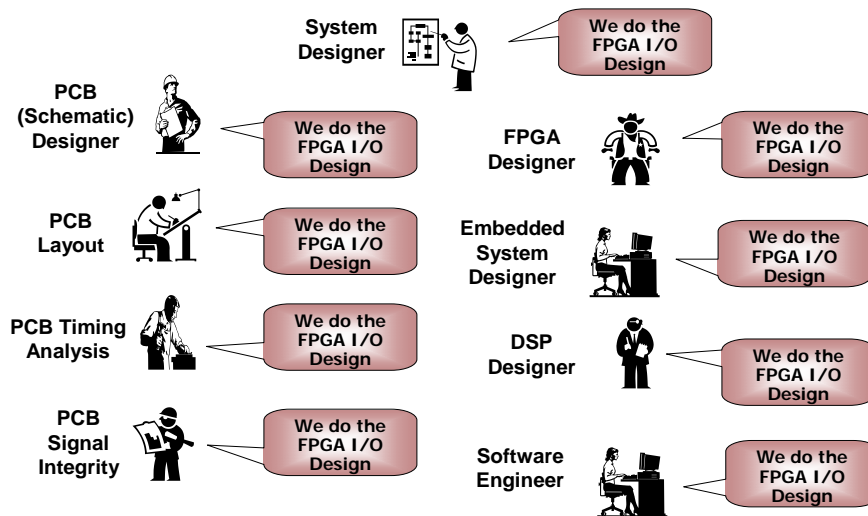 System
Designer
We do the
FPGA I/O
Design
PCB
(Schematic)
Designer
We do the
FPGA I/O
Design
FPGA
Designer
We do the
FPGA I/O
Design
PCB
Layout
We do the
FPGA I/O
Design
Embedded
System
Designer
We do the
FPGA I/O
Design
PCB Timing
Analysis
We do the
FPGA I/O
Design
DSP
Designer
We do the
FPGA I/O
Design
PCB
Signal
Integrity
We do the
FPGA I/O
Design
Software
Engineer
We do the
FPGA I/O
Design